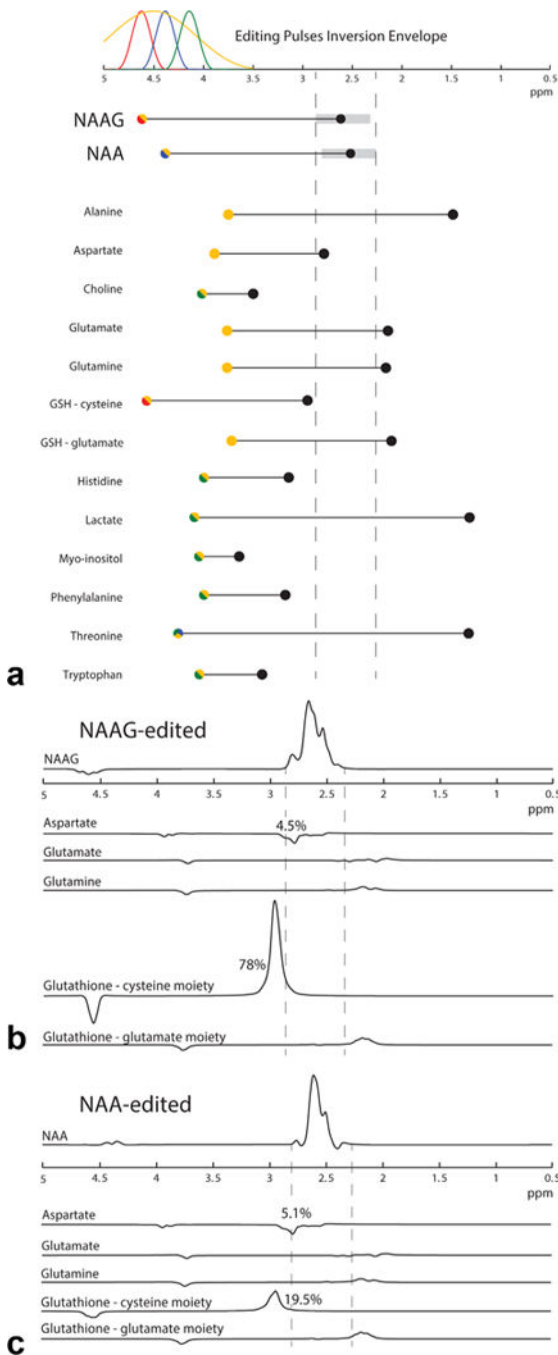 Editing Pulses Inversion Envelope
5 4.5 4 3.5 3 2.5 2 1.5 1 0.5
ppm
NAAG
NAA
Alanine
Aspartate
Choline
Glutamate
Glutamine
GSH - cysteine
GSH - glutamate
Histidine
Lactate
Myo-inositol
Phenylalanine
Threonine
Tryptophan
a
NAAG-edited
NAAG
5 4.5 4 3.5 3 2.5 2 1.5 1 0.5
ppm
Aspartate
4.5%
Glutamate
Glutamine
78%
Glutathione - cysteine moiety
Glutathione - glutamate moiety
b
NAA-edited
NAA
5 4.5 4 3.5 3 2.5 2 1.5 1 0.5
ppm
Aspartate
5.1%
Glutamate
Glutamine
Glutathione - cysteine moiety
19.5%
Glutathione - glutamate moiety
c